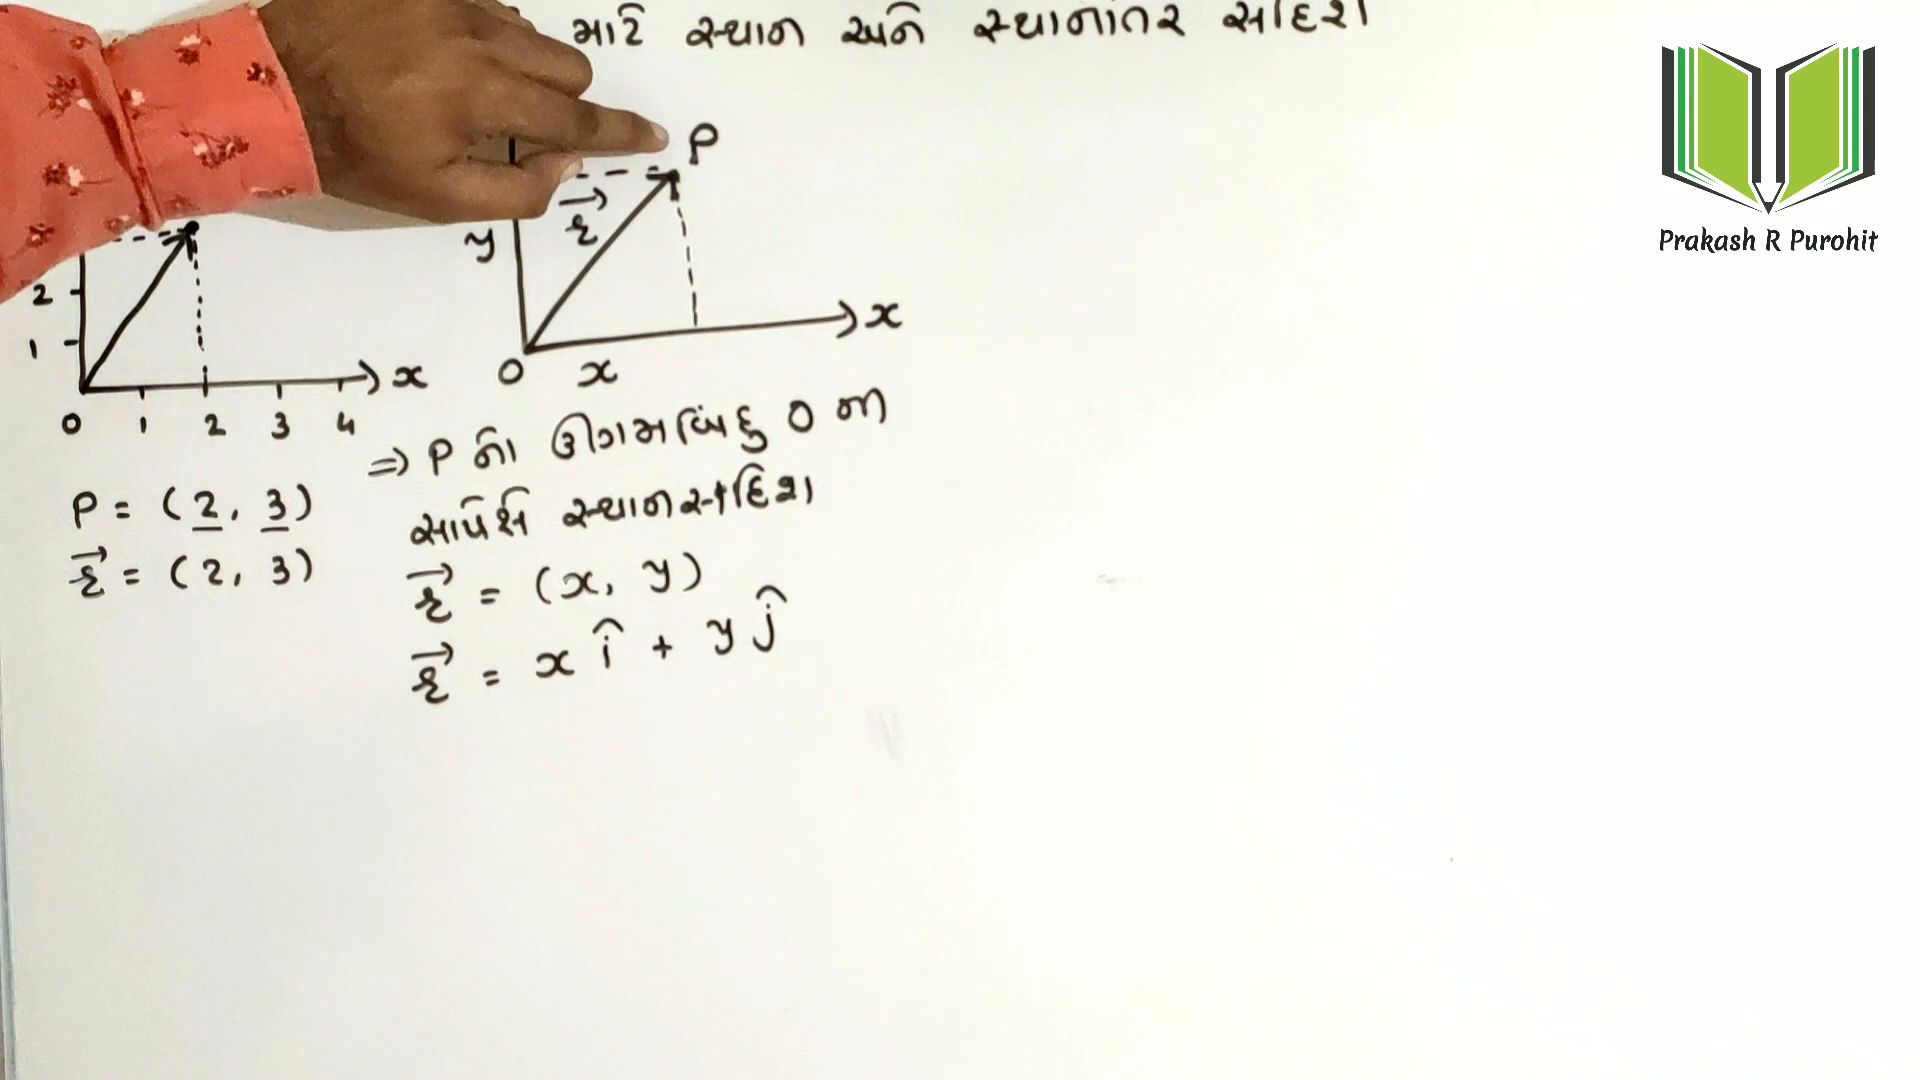 માટે સ્થાન અને સ્થાનાંતર સદિશ
Prakash R Purohit
2
1
x
0 1 2 3 4
P = (2, 3)
r⃗ = (2, 3)
P
r⃗
y
x
0 x
⇒ P નો ઊગમબિંદુ 0 ના
સાપેક્ષે સ્થાનસદિશ
r⃗ = (x, y)
r⃗ = x î + y ĵ